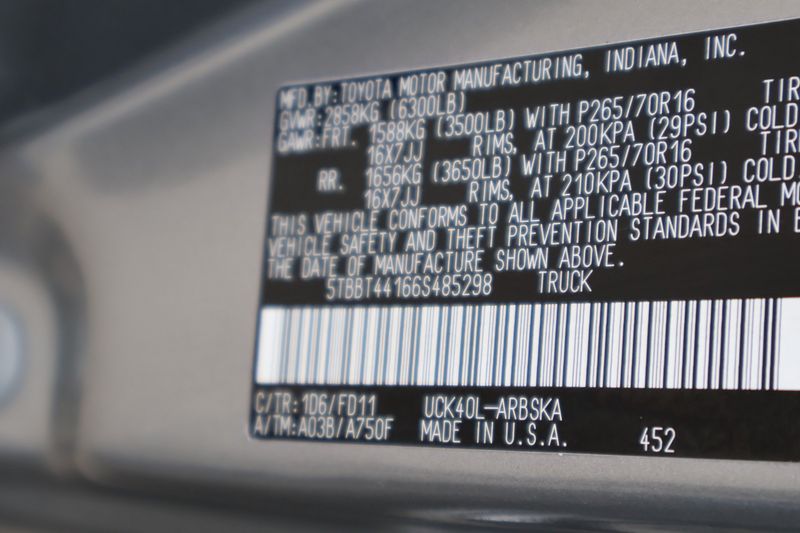 MFD.BY:TOYOTA MOTOR MANUFACTURING, INDIANA, INC.
GVWR:2858KG (6300LB)
GAWR:FRT. 1588KG (3500LB) WITH P265/70R16 TIR
16X7JJ RIMS, AT 200KPA (29PSI) COLD
RR. 1656KG (3650LB) WITH P265/70R16 TIR
16X7JJ RIMS, AT 210KPA (30PSI) COLD.
THIS VEHICLE CONFORMS TO ALL APPLICABLE FEDERAL MO
VEHICLE SAFETY AND THEFT PREVENTION STANDARDS IN E
THE DATE OF MANUFACTURE SHOWN ABOVE.
5TBBT44166S485298 TRUCK
C/TR:1D6/FD11 UCK40L-ARBSKA
A/TM:A03B/A750F MADE IN U.S.A. 452